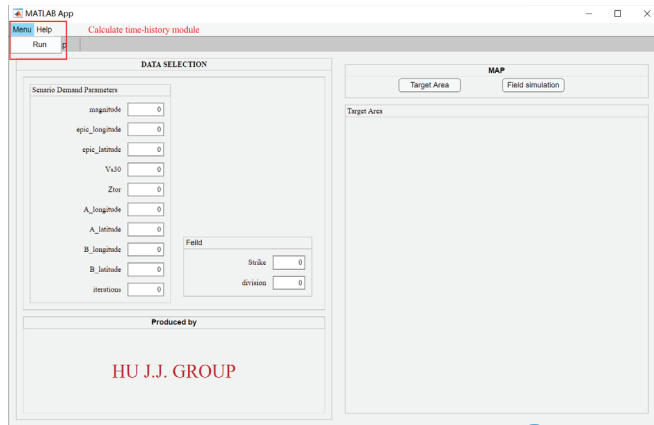 MATLAB App
Menu Help
Calculate time-history module
Run
p
DATA SELECTION
Senario Demand Parameters
magnitude 0
epic_longitude 0
epic_latitude 0
Vs30 0
Ztor 0
A_longitude 0
A_latitude 0
B_longitude 0
B_latitude 0
iterations 0
Feild
Strike 0
division 0
Produced by
HU J.J. GROUP
MAP
Target Area Field simulation
Target Area